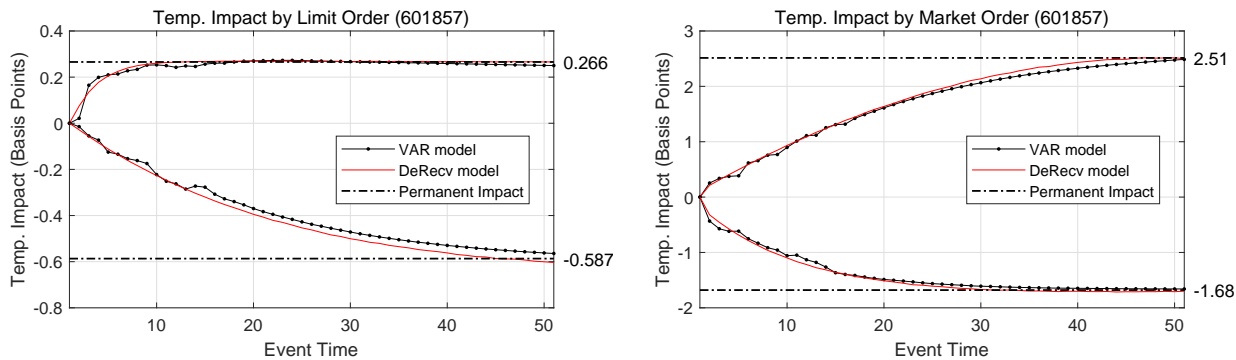 Temp. Impact by Limit Order (601857)
Temp. Impact (Basis Points)
0.4
0.2
0
-0.2
-0.4
-0.6
-0.8
0.266
-0.587
VAR model
DeRecv model
Permanent Impact
10 20 30 40 50
Event Time
Temp. Impact by Market Order (601857)
Temp. Impact (Basis Points)
3
2
1
0
-1
-2
2.51
-1.68
VAR model
DeRecv model
Permanent Impact
10 20 30 40 50
Event Time